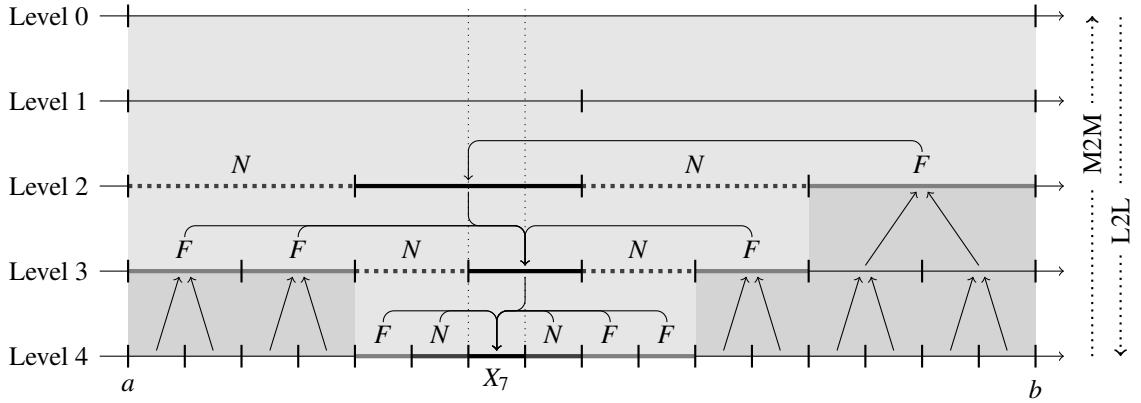 Level 0
Level 1
N N F
Level 2
F F N N F
Level 3
F N N F F
Level 4
X7
a b
M2M
L2L